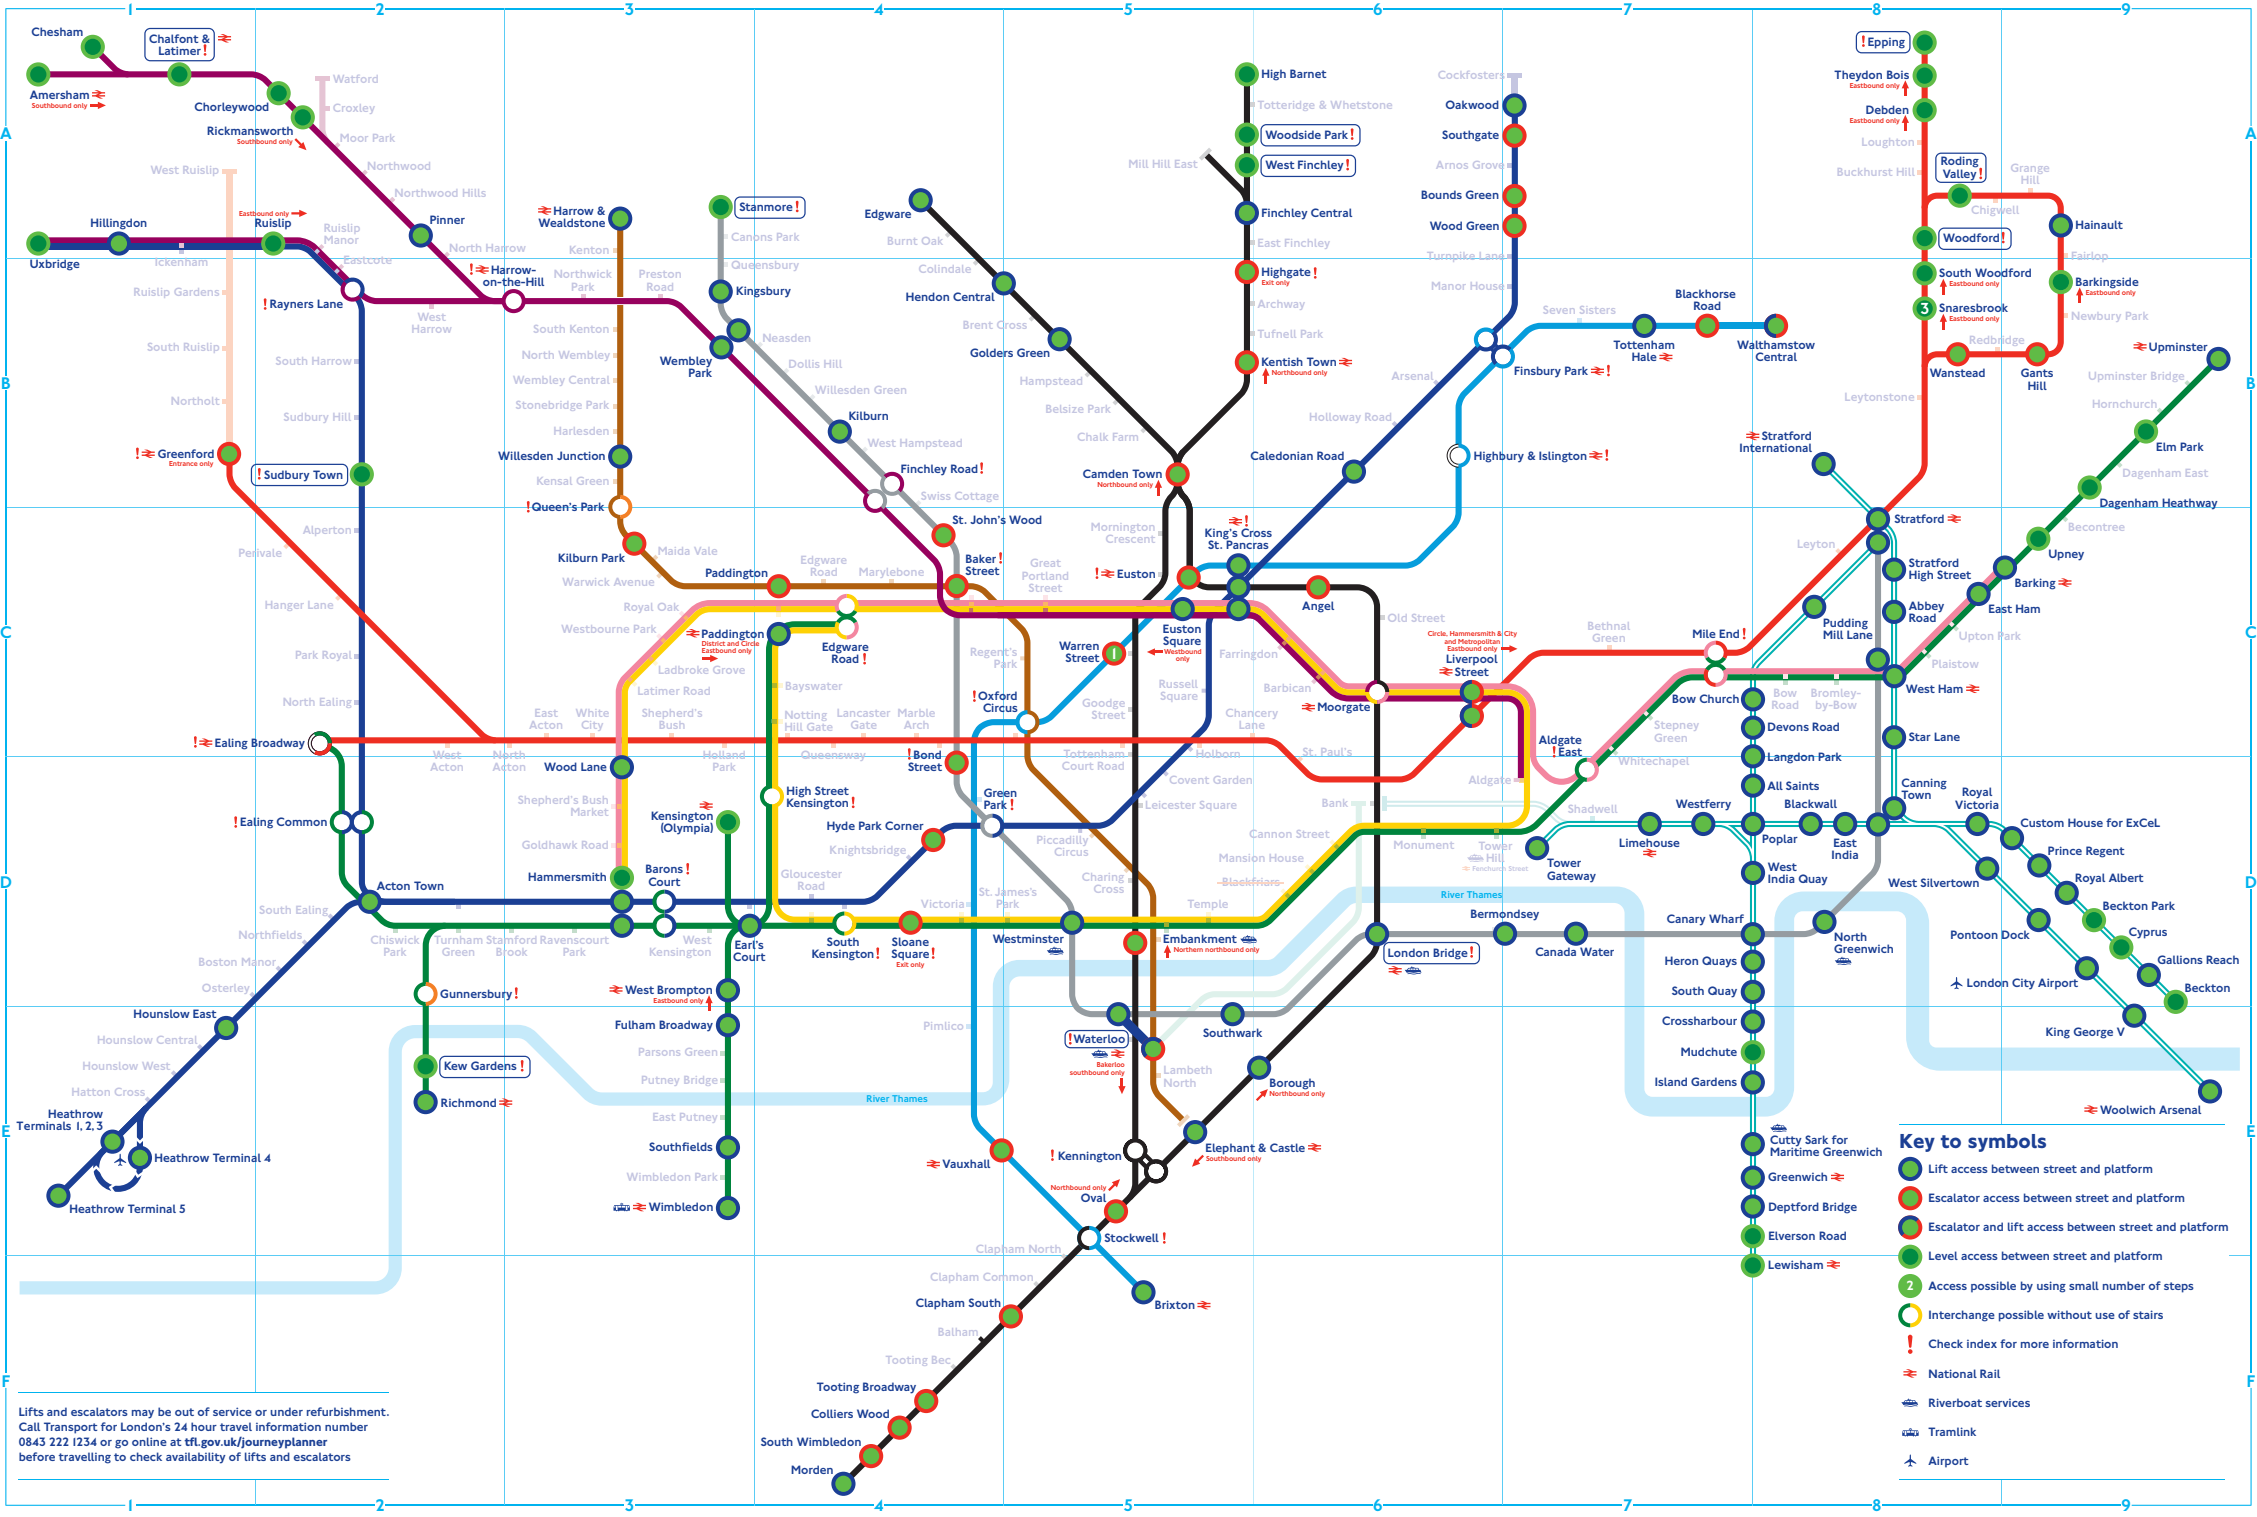 1 2 3 4 5 6 7 8 9
A
B
C
D
E
F
A
B
C
D
E
F
Chesham
Chalfont &
Latimer !
Amersham
Southbound only
Chorleywood
Rickmansworth
Southbound only
Watford
Croxley
Moor Park
Northwood
Northwood Hills
Pinner
North Harrow
! Harrow-
on-the-Hill
West Ruislip
Hillingdon
Eastbound only
Ruislip
Ruislip
Manor
Eastcote
Uxbridge
Ickenham
Ruislip Gardens
! Rayners Lane
West
Harrow
South Ruislip
South Harrow
Northolt
Sudbury Hill
! Greenford
Entrance only
! Sudbury Town
Alperton
Perivale
Hanger Lane
Park Royal
North Ealing
! Ealing Broadway
! Ealing Common
West
Acton
North
Acton
East
Acton
White
City
Shepherd's
Bush
Holland
Park
Notting
Hill Gate
Lancaster
Gate
Queensway
Marble
Arch
! Bond
Street
Harrow &
Wealdstone
Kenton
Northwick
Park
Preston
Road
South Kenton
North Wembley
Wembley Central
Stonebridge Park
Harlesden
Willesden Junction
Kensal Green
! Queen's Park
Kilburn Park
Maida Vale
Warwick Avenue
Paddington
Edgware
Road
Marylebone
Baker !
Street
Great
Portland
Street
Stanmore !
Canons Park
Queensbury
Kingsbury
Wembley
Park
Neasden
Dollis Hill
Willesden Green
Kilburn
West Hampstead
Finchley Road !
Swiss Cottage
St. John's Wood
Royal Oak
Westbourne Park
Ladbroke Grove
Latimer Road
Paddington
District and Circle
Eastbound only
Edgware
Road !
Bayswater
Wood Lane
Shepherd's Bush
Market
Goldhawk Road
Hammersmith
Kensington
(Olympia)
High Street
Kensington !
Barons !
Court
Gloucester
Road
Knightsbridge
Hyde Park Corner
Green
Park !
Edgware
Burnt Oak
Colindale
Hendon Central
Brent Cross
Golders Green
Hampstead
Belsize Park
Chalk Farm
Camden Town
Northbound only
Mornington
Crescent
! Euston
High Barnet
Totteridge & Whetstone
Woodside Park !
Mill Hill East
West Finchley !
Finchley Central
East Finchley
Highgate !
Exit only
Archway
Tufnell Park
Kentish Town
Northbound only
Cockfosters
Oakwood
Southgate
Arnos Grove
Bounds Green
Wood Green
Turnpike Lane
Manor House
Seven Sisters
Tottenham
Hale
Blackhorse
Road
Walthamstow
Central
Finsbury Park !
Arsenal
Holloway Road
Caledonian Road
Highbury & Islington !
!
King's Cross
St. Pancras
Angel
Old Street
Euston
Square
Westbound
only
Warren
Street
1
Regent's
Park
! Oxford
Circus
Goodge
Street
Russell
Square
Farringdon
Barbican
Moorgate
Chancery
Lane
Tottenham
Court Road
Holborn
St. Paul's
Covent Garden
Leicester Square
Piccadilly
Circus
Charing
Cross
Circle, Hammersmith & City
and Metropolitan
Eastbound only
Liverpool
Street
Bethnal
Green
Mile End !
Stepney
Green
Whitechapel
Aldgate
! East
Aldgate
Bank
Shadwell
Cannon Street
Mansion House
Blackfriars
Temple
Monument
Tower
Hill
Fenchurch Street
Tower
Gateway
Limehouse
Westferry
Poplar
Blackwall
East
India
Canning
Town
Royal
Victoria
Custom House for ExCeL
Prince Regent
Royal Albert
Beckton Park
Cyprus
Gallions Reach
Beckton
West Silvertown
Pontoon Dock
London City Airport
King George V
Woolwich Arsenal
! Epping
Theydon Bois
Eastbound only
Debden
Eastbound only
Loughton
Buckhurst Hill
Roding
Valley !
Grange
Hill
Chigwell
Hainault
Woodford !
Fairlop
South Woodford
Eastbound only
Barkingside
Eastbound only
3
Snaresbrook
Eastbound only
Newbury Park
Redbridge
Wanstead
Gants
Hill
Leytonstone
Stratford
International
Stratford
Leyton
Upminster
Upminster Bridge
Hornchurch
Elm Park
Dagenham East
Dagenham Heathway
Becontree
Upney
Barking
East Ham
Upton Park
Plaistow
West Ham
Stratford
High Street
Abbey
Road
Pudding
Mill Lane
Bow Church
Bow
Road
Bromley-
by-Bow
Devons Road
Langdon Park
All Saints
Star Lane
West
India Quay
Canary Wharf
Heron Quays
South Quay
Crossharbour
Mudchute
Island Gardens
Cutty Sark for
Maritime Greenwich
Greenwich
Deptford Bridge
Elverson Road
Lewisham
North
Greenwich
Canada Water
Bermondsey
London Bridge !
River Thames
Acton Town
South Ealing
Northfields
Boston Manor
Osterley
Hounslow East
Hounslow Central
Hounslow West
Hatton Cross
Heathrow
Terminals 1, 2, 3
Heathrow Terminal 4
Heathrow Terminal 5
Chiswick
Park
Turnham
Green
Stamford
Brook
Ravenscourt
Park
West
Kensington
Earl's
Court
South
Kensington !
Sloane
Square !
Exit only
Victoria
St. James's
Park
Westminster
Embankment
Northern northbound only
Gunnersbury !
Kew Gardens !
Richmond
West Brompton
Eastbound only
Fulham Broadway
Parsons Green
Putney Bridge
East Putney
Southfields
Wimbledon Park
Wimbledon
River Thames
Pimlico
! Waterloo
Bakerloo
southbound only
Southwark
Lambeth
North
Borough
Northbound only
Elephant & Castle
Southbound only
! Kennington
Vauxhall
Northbound only
Oval
Stockwell !
Brixton
Clapham North
Clapham Common
Clapham South
Balham
Tooting Bec
Tooting Broadway
Colliers Wood
South Wimbledon
Morden
Key to symbols
Lift access between street and platform
Escalator access between street and platform
Escalator and lift access between street and platform
Level access between street and platform
2 Access possible by using small number of steps
Interchange possible without use of stairs
! Check index for more information
National Rail
Riverboat services
Tramlink
Airport
Lifts and escalators may be out of service or under refurbishment.
Call Transport for London's 24 hour travel information number
0843 222 1234 or go online at tfl.gov.uk/journeyplanner
before travelling to check availability of lifts and escalators
1 2 3 4 5 6 7 8 9